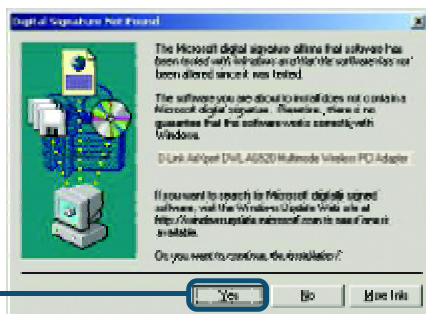 Digital Signature Not Found
The Microsoft digital signature affirms that software has
been tested with Windows and that the software has not
been altered since it was tested.
The software you are about to install does not contain a
Microsoft digital signature. Therefore, there is no
guarantee that this software works correctly with
Windows.
D-Link AirXpert DWL-AG520 Multimode Wireless PCI Adapter
If you want to search for Microsoft digitally signed
software, visit the Windows Update Web site at
http://windowsupdate.microsoft.com to see if one is
available.
Do you want to continue the installation?
Yes
No
More Info